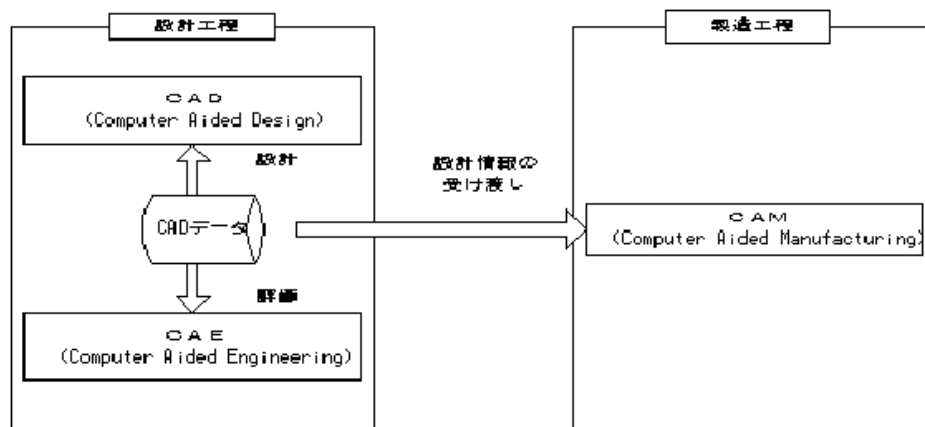 設計工程
CAD
(Computer Aided Design)
設計
CADデータ
評価
CAE
(Computer Aided Engineering)
設計情報の
受け渡し
製造工程
CAM
(Computer Aided Manufacturing)